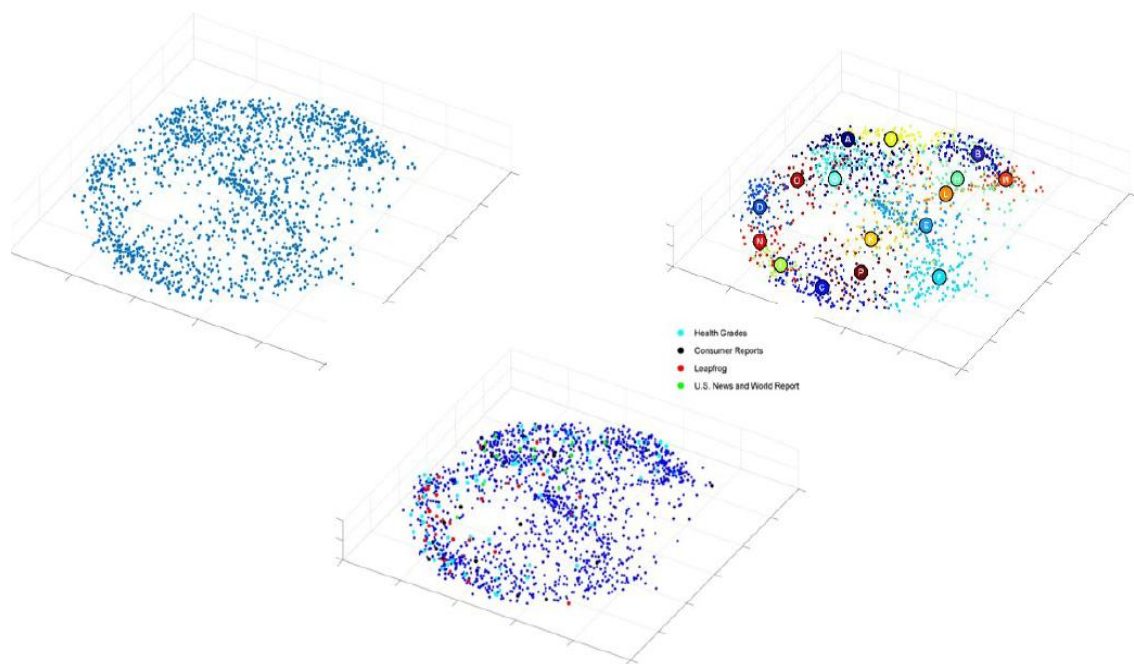 A
B
O
M
L
D
N
P
C
Health Grades
Consumer Reports
Leapfrog
U.S. News and World Report